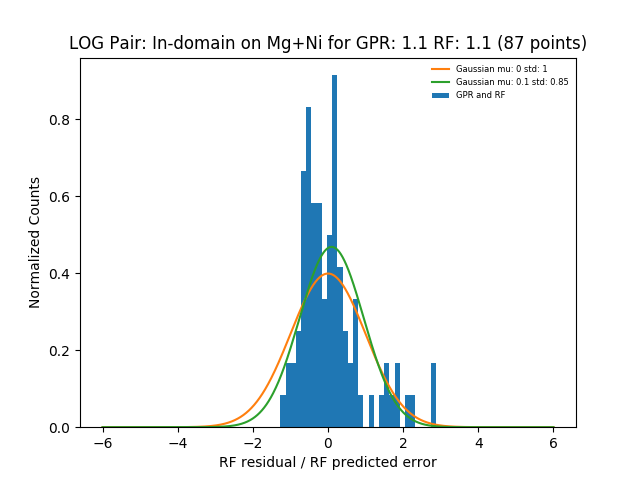 LOG Pair: In-domain on Mg+Ni for GPR: 1.1 RF: 1.1 (87 points)
Gaussian mu: 0 std: 1
Gaussian mu: 0.1 std: 0.85
GPR and RF
Normalized Counts
0.8
0.6
0.4
0.2
0.0
−6 −4 −2 0 2 4 6
RF residual / RF predicted error